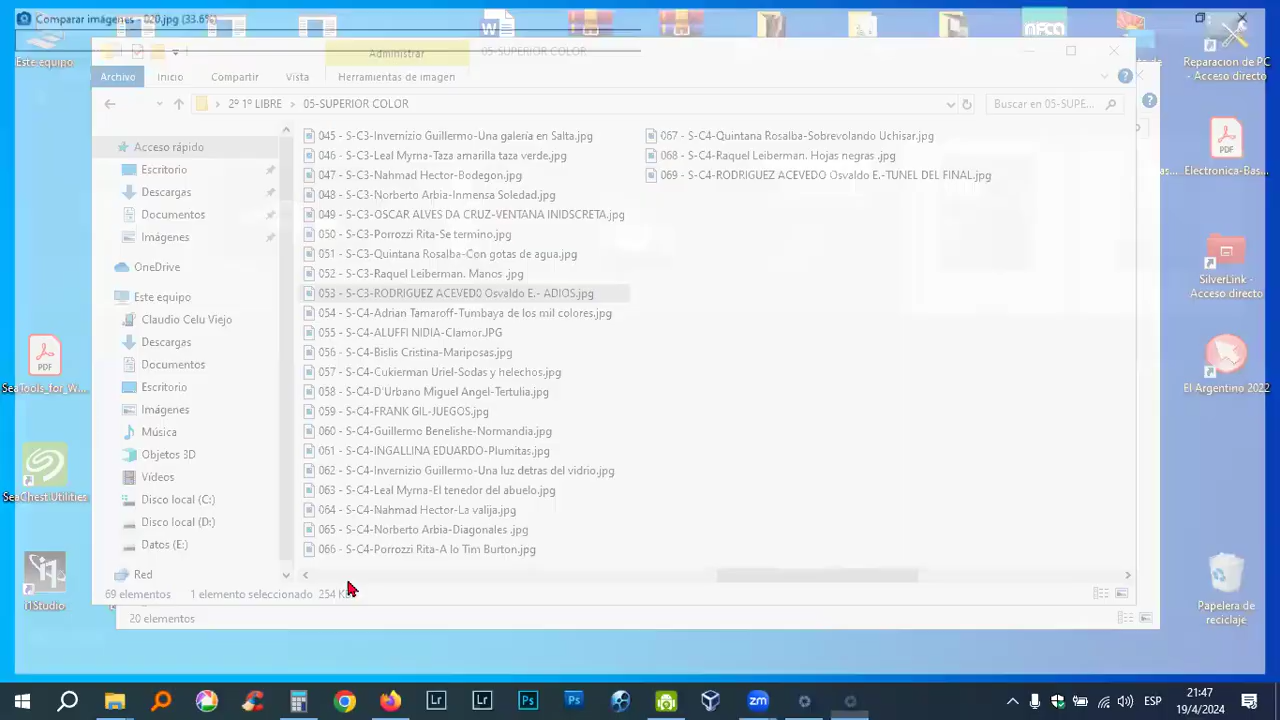 Comparar imágenes - 020.jpg (33.6%)
Este equipo
Administrar
05-SUPERIOR COLOR
Archivo
Inicio
Compartir
Vista
Herramientas de imagen
2º 1º LIBRE
05-SUPERIOR COLOR
Buscar en 05-SUPE...
Acceso rápido
Escritorio
Descargas
Documentos
Imágenes
OneDrive
Este equipo
Claudio Celu Viejo
Descargas
Documentos
Escritorio
Imágenes
Música
Objetos 3D
Vídeos
Disco local (C:)
Disco local (D:)
Datos (E:)
Red
045 - S-C3-Invernizio Guillermo-Una galeria en Salta.jpg
046 - S-C3-Leal Myrna-Taza amarilla taza verde.jpg
047 - S-C3-Nahmad Hector-Bodegon.jpg
048 - S-C3-Norberto Arbia-Inmensa Soledad.jpg
049 - S-C3-OSCAR ALVES DA CRUZ-VENTANA INIDSCRETA.jpg
050 - S-C3-Porrozzi Rita-Se termino.jpg
051 - S-C3-Quintana Rosalba-Con gotas de agua.jpg
052 - S-C3-Raquel Leiberman. Manos .jpg
053 - S-C3-RODRIGUEZ ACEVEDO Osvaldo E.- ADIOS.jpg
054 - S-C4-Adrian Tamaroff-Tumbaya de los mil colores.jpg
055 - S-C4-ALUFFI NIDIA-Clamor.JPG
056 - S-C4-Bislis Cristina-Mariposas.jpg
057 - S-C4-Cukierman Uriel-Sodas y helechos.jpg
058 - S-C4-D'Urbano Miguel Angel-Tertulia.jpg
059 - S-C4-FRANK GIL-JUEGOS.jpg
060 - S-C4-Guillermo Benelishe-Normandia.jpg
061 - S-C4-INGALLINA EDUARDO-Plumitas.jpg
062 - S-C4-Invernizio Guillermo-Una luz detras del vidrio.jpg
063 - S-C4-Leal Myrna-El tenedor del abuelo.jpg
064 - S-C4-Nahmad Hector-La valija.jpg
065 - S-C4-Norberto Arbia-Diagonales .jpg
066 - S-C4-Porrozzi Rita-A lo Tim Burton.jpg
067 - S-C4-Quintana Rosalba-Sobrevolando Uchisar.jpg
068 - S-C4-Raquel Leiberman. Hojas negras .jpg
069 - S-C4-RODRIGUEZ ACEVEDO Osvaldo E.-TUNEL DEL FINAL.jpg
69 elementos
1 elemento seleccionado
254 KB
20 elementos
SeaTools_for_W...
SeaChest Utilities
i1Studio
Reparacion de PC
- Acceso directo
Electronica-Bas...
SilverLink -
Acceso directo
El Argentino 2022
Papelera de
reciclaje
ESP
21:47
19/4/2024